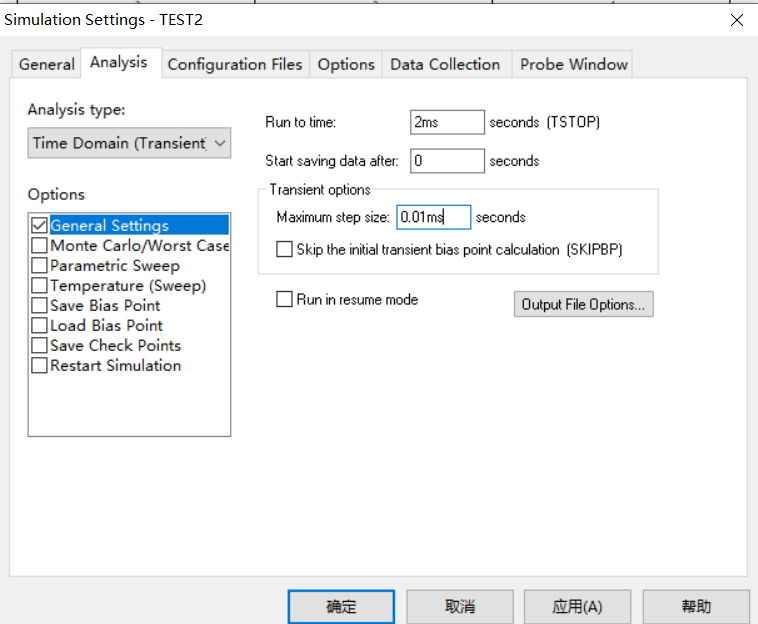 Simulation Settings - TEST2
General
Analysis
Configuration Files
Options
Data Collection
Probe Window
Analysis type:
Time Domain (Transient)
Options
General Settings
Monte Carlo/Worst Case
Parametric Sweep
Temperature (Sweep)
Save Bias Point
Load Bias Point
Save Check Points
Restart Simulation
Run to time: 2ms seconds (TSTOP)
Start saving data after: 0 seconds
Transient options
Maximum step size: 0.01ms seconds
Skip the initial transient bias point calculation (SKIPBP)
Run in resume mode
Output File Options...
确定
取消
应用(A)
帮助